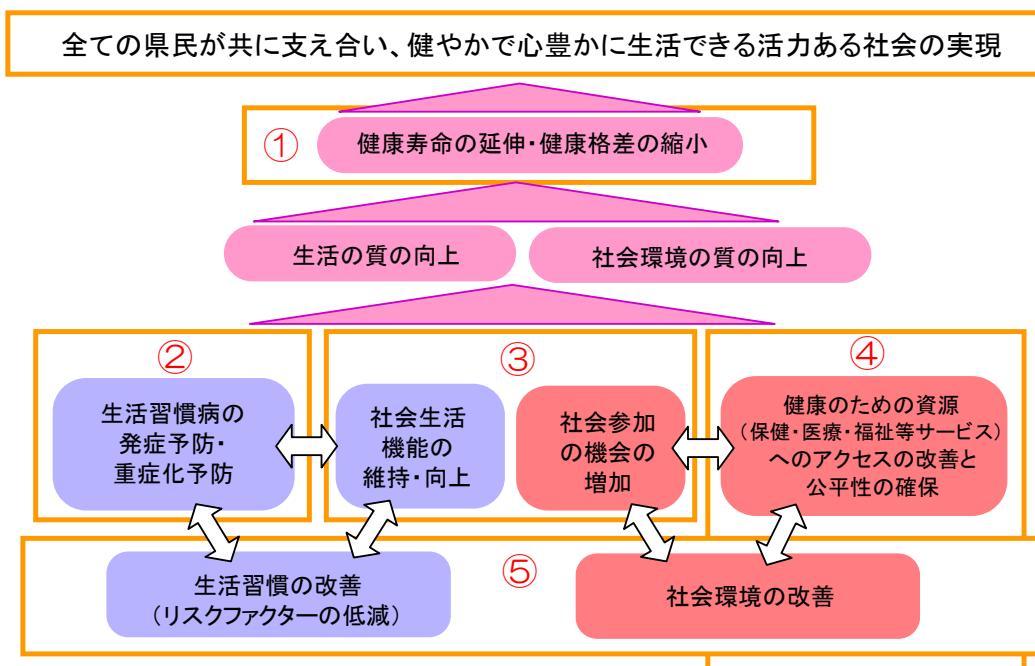 全ての県民が共に支え合い、健やかで心豊かに生活できる活力ある社会の実現
①
健康寿命の延伸・健康格差の縮小
生活の質の向上
社会環境の質の向上
②
生活習慣病の
発症予防・
重症化予防
③
社会生活
機能の
維持・向上
社会参加
の機会の
増加
④
健康のための資源
（保健・医療・福祉等サービス）
へのアクセスの改善と
公平性の確保
⑤
生活習慣の改善
（リスクファクターの低減）
社会環境の改善